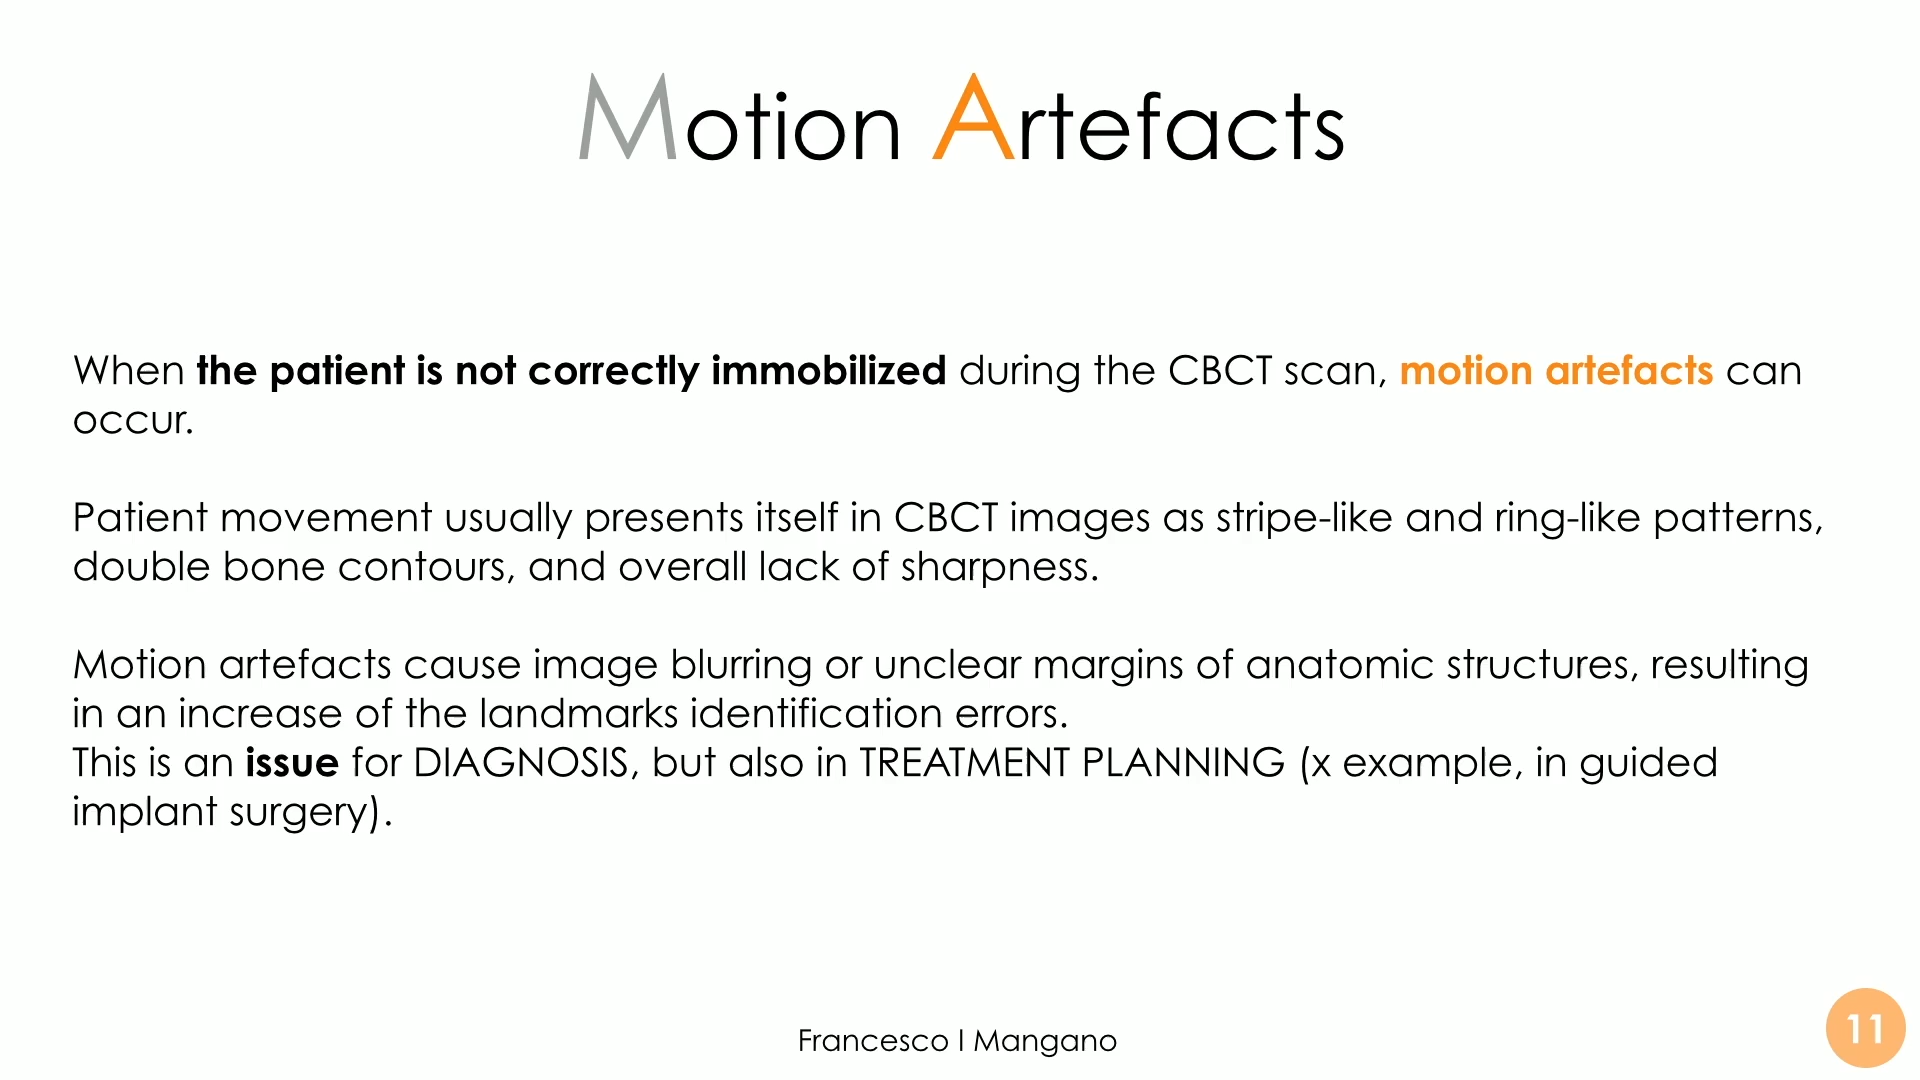 Motion Artefacts
When the patient is not correctly immobilized during the CBCT scan, motion artefacts can
occur.
Patient movement usually presents itself in CBCT images as stripe-like and ring-like patterns,
double bone contours, and overall lack of sharpness.
Motion artefacts cause image blurring or unclear margins of anatomic structures, resulting
in an increase of the landmarks identification errors.
This is an issue for DIAGNOSIS, but also in TREATMENT PLANNING (x example, in guided
implant surgery).
Francesco I Mangano
11